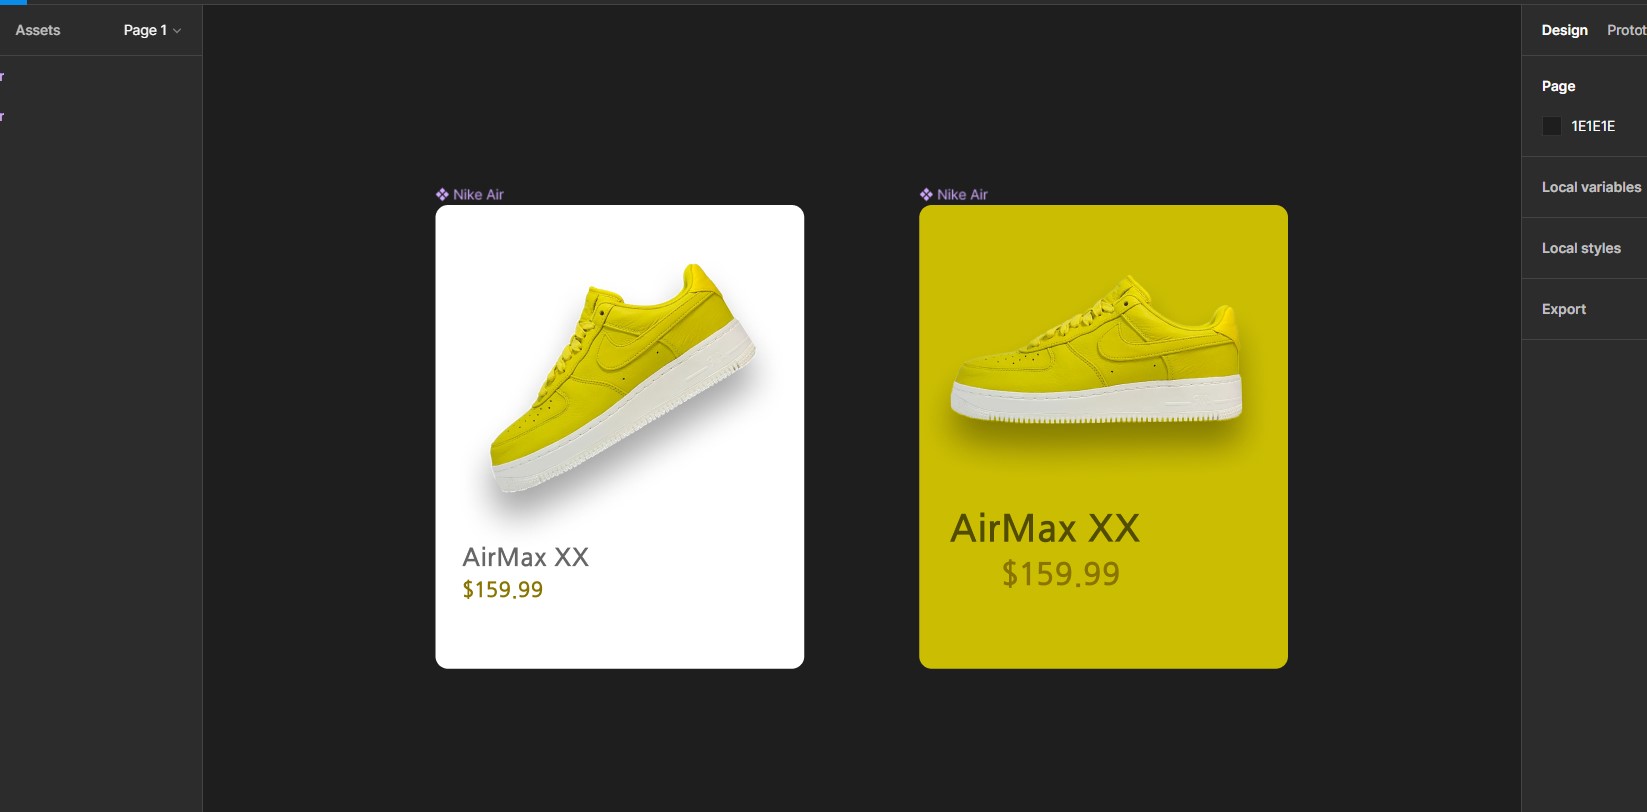 Assets
Page 1
Design
Page
1E1E1E
Local variables
Local styles
Export
Nike Air
AirMax XX
$159.99
Nike Air
AirMax XX
$159.99